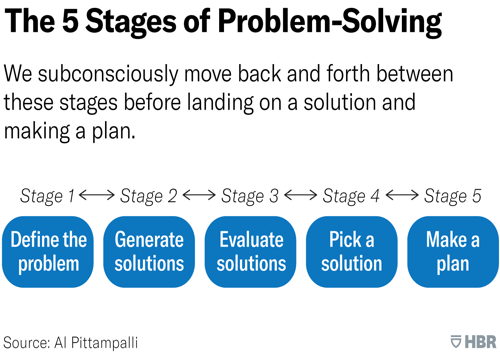 The 5 Stages of Problem-Solving
We subconsciously move back and forth between
these stages before landing on a solution and
making a plan.
Stage 1 ↔ Stage 2 ↔ Stage 3 ↔ Stage 4 ↔ Stage 5
Define the problem
Generate solutions
Evaluate solutions
Pick a solution
Make a plan
Source: Al Pittampalli
HBR